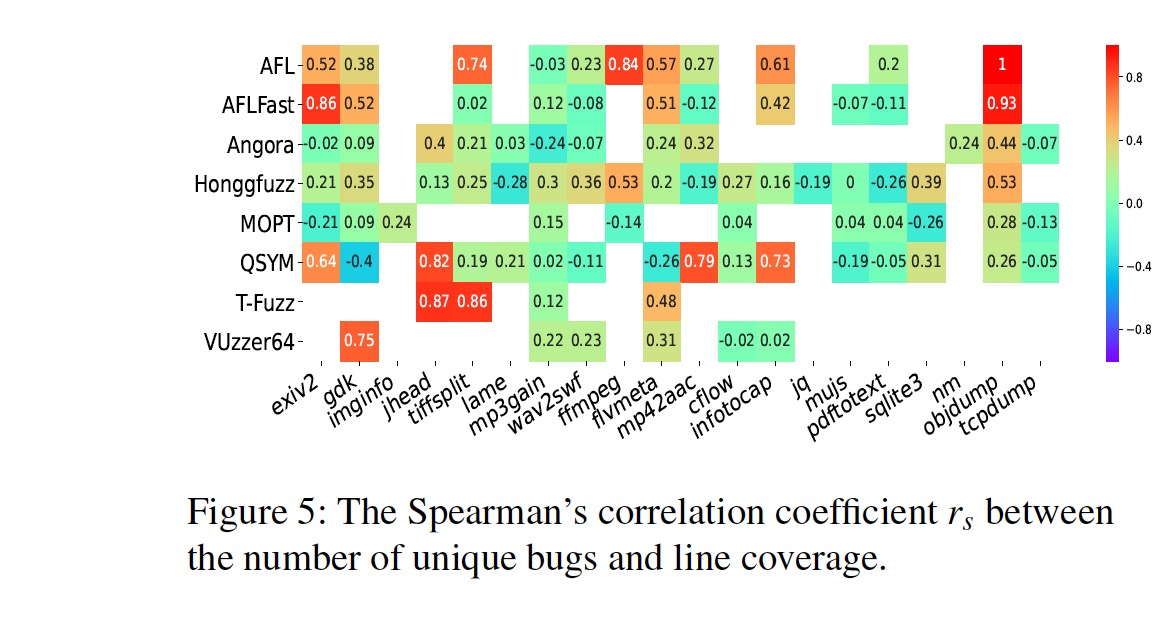 AFL 0.52 0.38 0.74 -0.03 0.23 0.84 0.57 0.27 0.61 0.2 1
AFLFast 0.86 0.52 0.02 0.12 -0.08 0.51 -0.12 0.42 -0.07 -0.11 0.93
Angora -0.02 0.09 0.4 0.21 0.03 -0.24 -0.07 0.24 0.32 0.24 0.44 -0.07
Honggfuzz 0.21 0.35 0.13 0.25 -0.28 0.3 0.36 0.53 0.2 -0.19 0.27 0.16 -0.19 0 -0.26 0.39 0.53
MOPT -0.21 0.09 0.24 0.15 -0.14 0.04 0.04 0.04 -0.26 0.28 -0.13
QSYM 0.64 -0.4 0.82 0.19 0.21 0.02 -0.11 -0.26 0.79 0.13 0.73 -0.19 -0.05 0.31 0.26 -0.05
T-Fuzz 0.87 0.86 0.12 0.48
VUzzer64 0.75 0.22 0.23 0.31 -0.02 0.02
exiv2 gdk imginfo jhead tiffsplit lame mp3gain wav2swf ffmpeg flvmeta mp42aac cflow infotocap jq mujs pdftotext sqlite3 nm objdump tcpdump
0.8
0.4
0.0
−0.4
−0.8
Figure 5: The Spearman's correlation coefficient rs between
the number of unique bugs and line coverage.